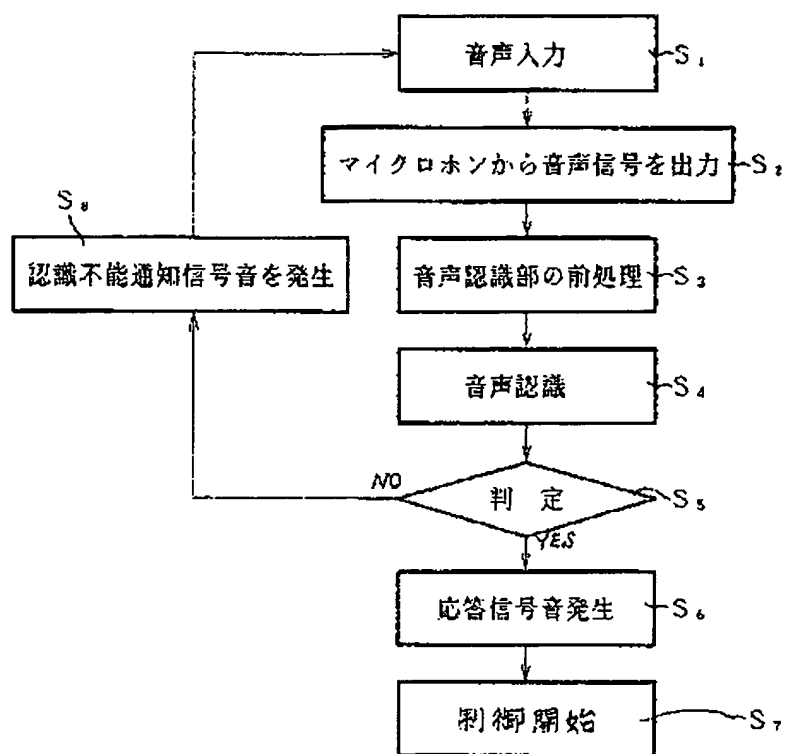 音声入力 S₁
マイクロホンから音声信号を出力 S₂
S₈
認識不能通知信号音を発生
音声認識部の前処理 S₃
音声認識 S₄
NO
判定 S₅
YES
応答信号音発生 S₆
制御開始 S₇